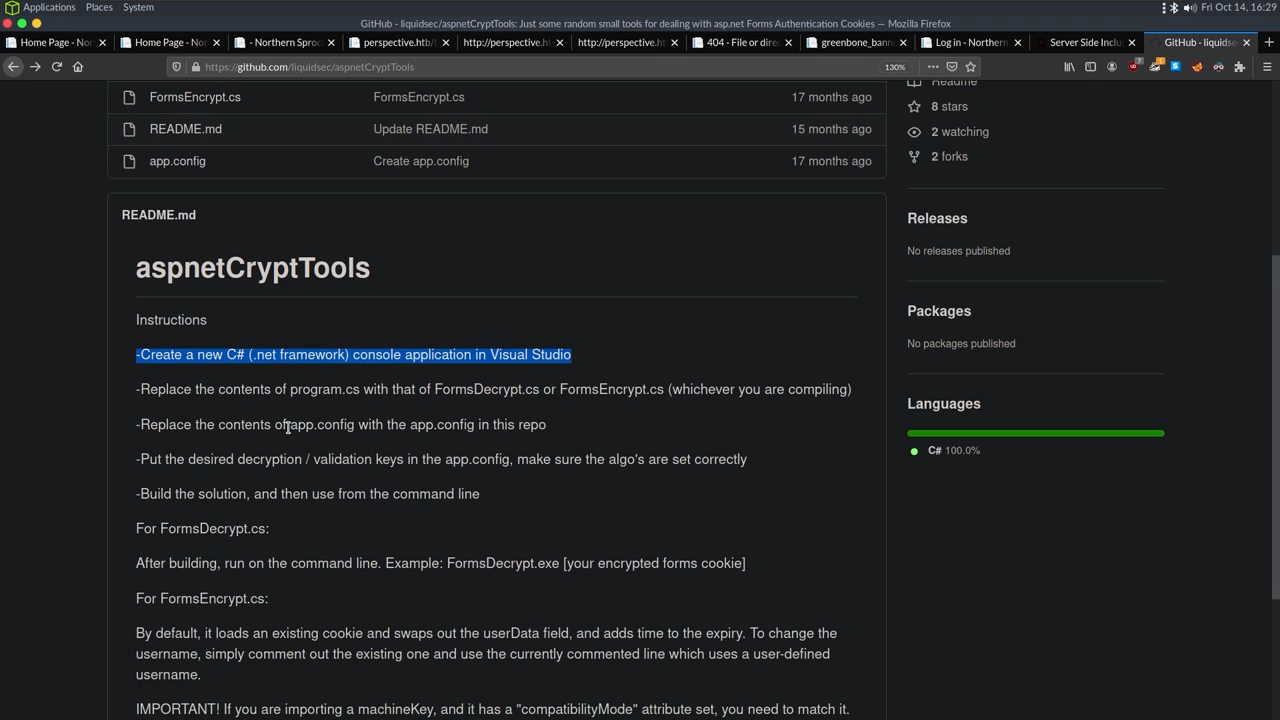 Applications Places System Fri Oct 14, 16:29
GitHub - liquidsec/aspnetCryptTools: Just some random small tools for dealing with asp.net Forms Authentication Cookies — Mozilla Firefox
Home Page - Nor Home Page - Nor - Northern Sproc perspective.htb/ http://perspective. http://perspective. 404 - File or direc greenbone_bann Log in - Northern Server Side Inclu GitHub - liquidse
https://github.com/liquidsec/aspnetCryptTools 130%
FormsEncrypt.cs FormsEncrypt.cs 17 months ago
README.md Update README.md 15 months ago
app.config Create app.config 17 months ago
Readme
8 stars
2 watching
2 forks
Releases
No releases published
Packages
No packages published
Languages
C# 100.0%
README.md
aspnetCryptTools
Instructions
-Create a new C# (.net framework) console application in Visual Studio
-Replace the contents of program.cs with that of FormsDecrypt.cs or FormsEncrypt.cs (whichever you are compiling)
-Replace the contents of app.config with the app.config in this repo
-Put the desired decryption / validation keys in the app.config, make sure the algo's are set correctly
-Build the solution, and then use from the command line
For FormsDecrypt.cs:
After building, run on the command line. Example: FormsDecrypt.exe [your encrypted forms cookie]
For FormsEncrypt.cs:
By default, it loads an existing cookie and swaps out the userData field, and adds time to the expiry. To change the
username, simply comment out the existing one and use the currently commented line which uses a user-defined
username.
IMPORTANT! If you are importing a machineKey, and it has a "compatibilityMode" attribute set, you need to match it.